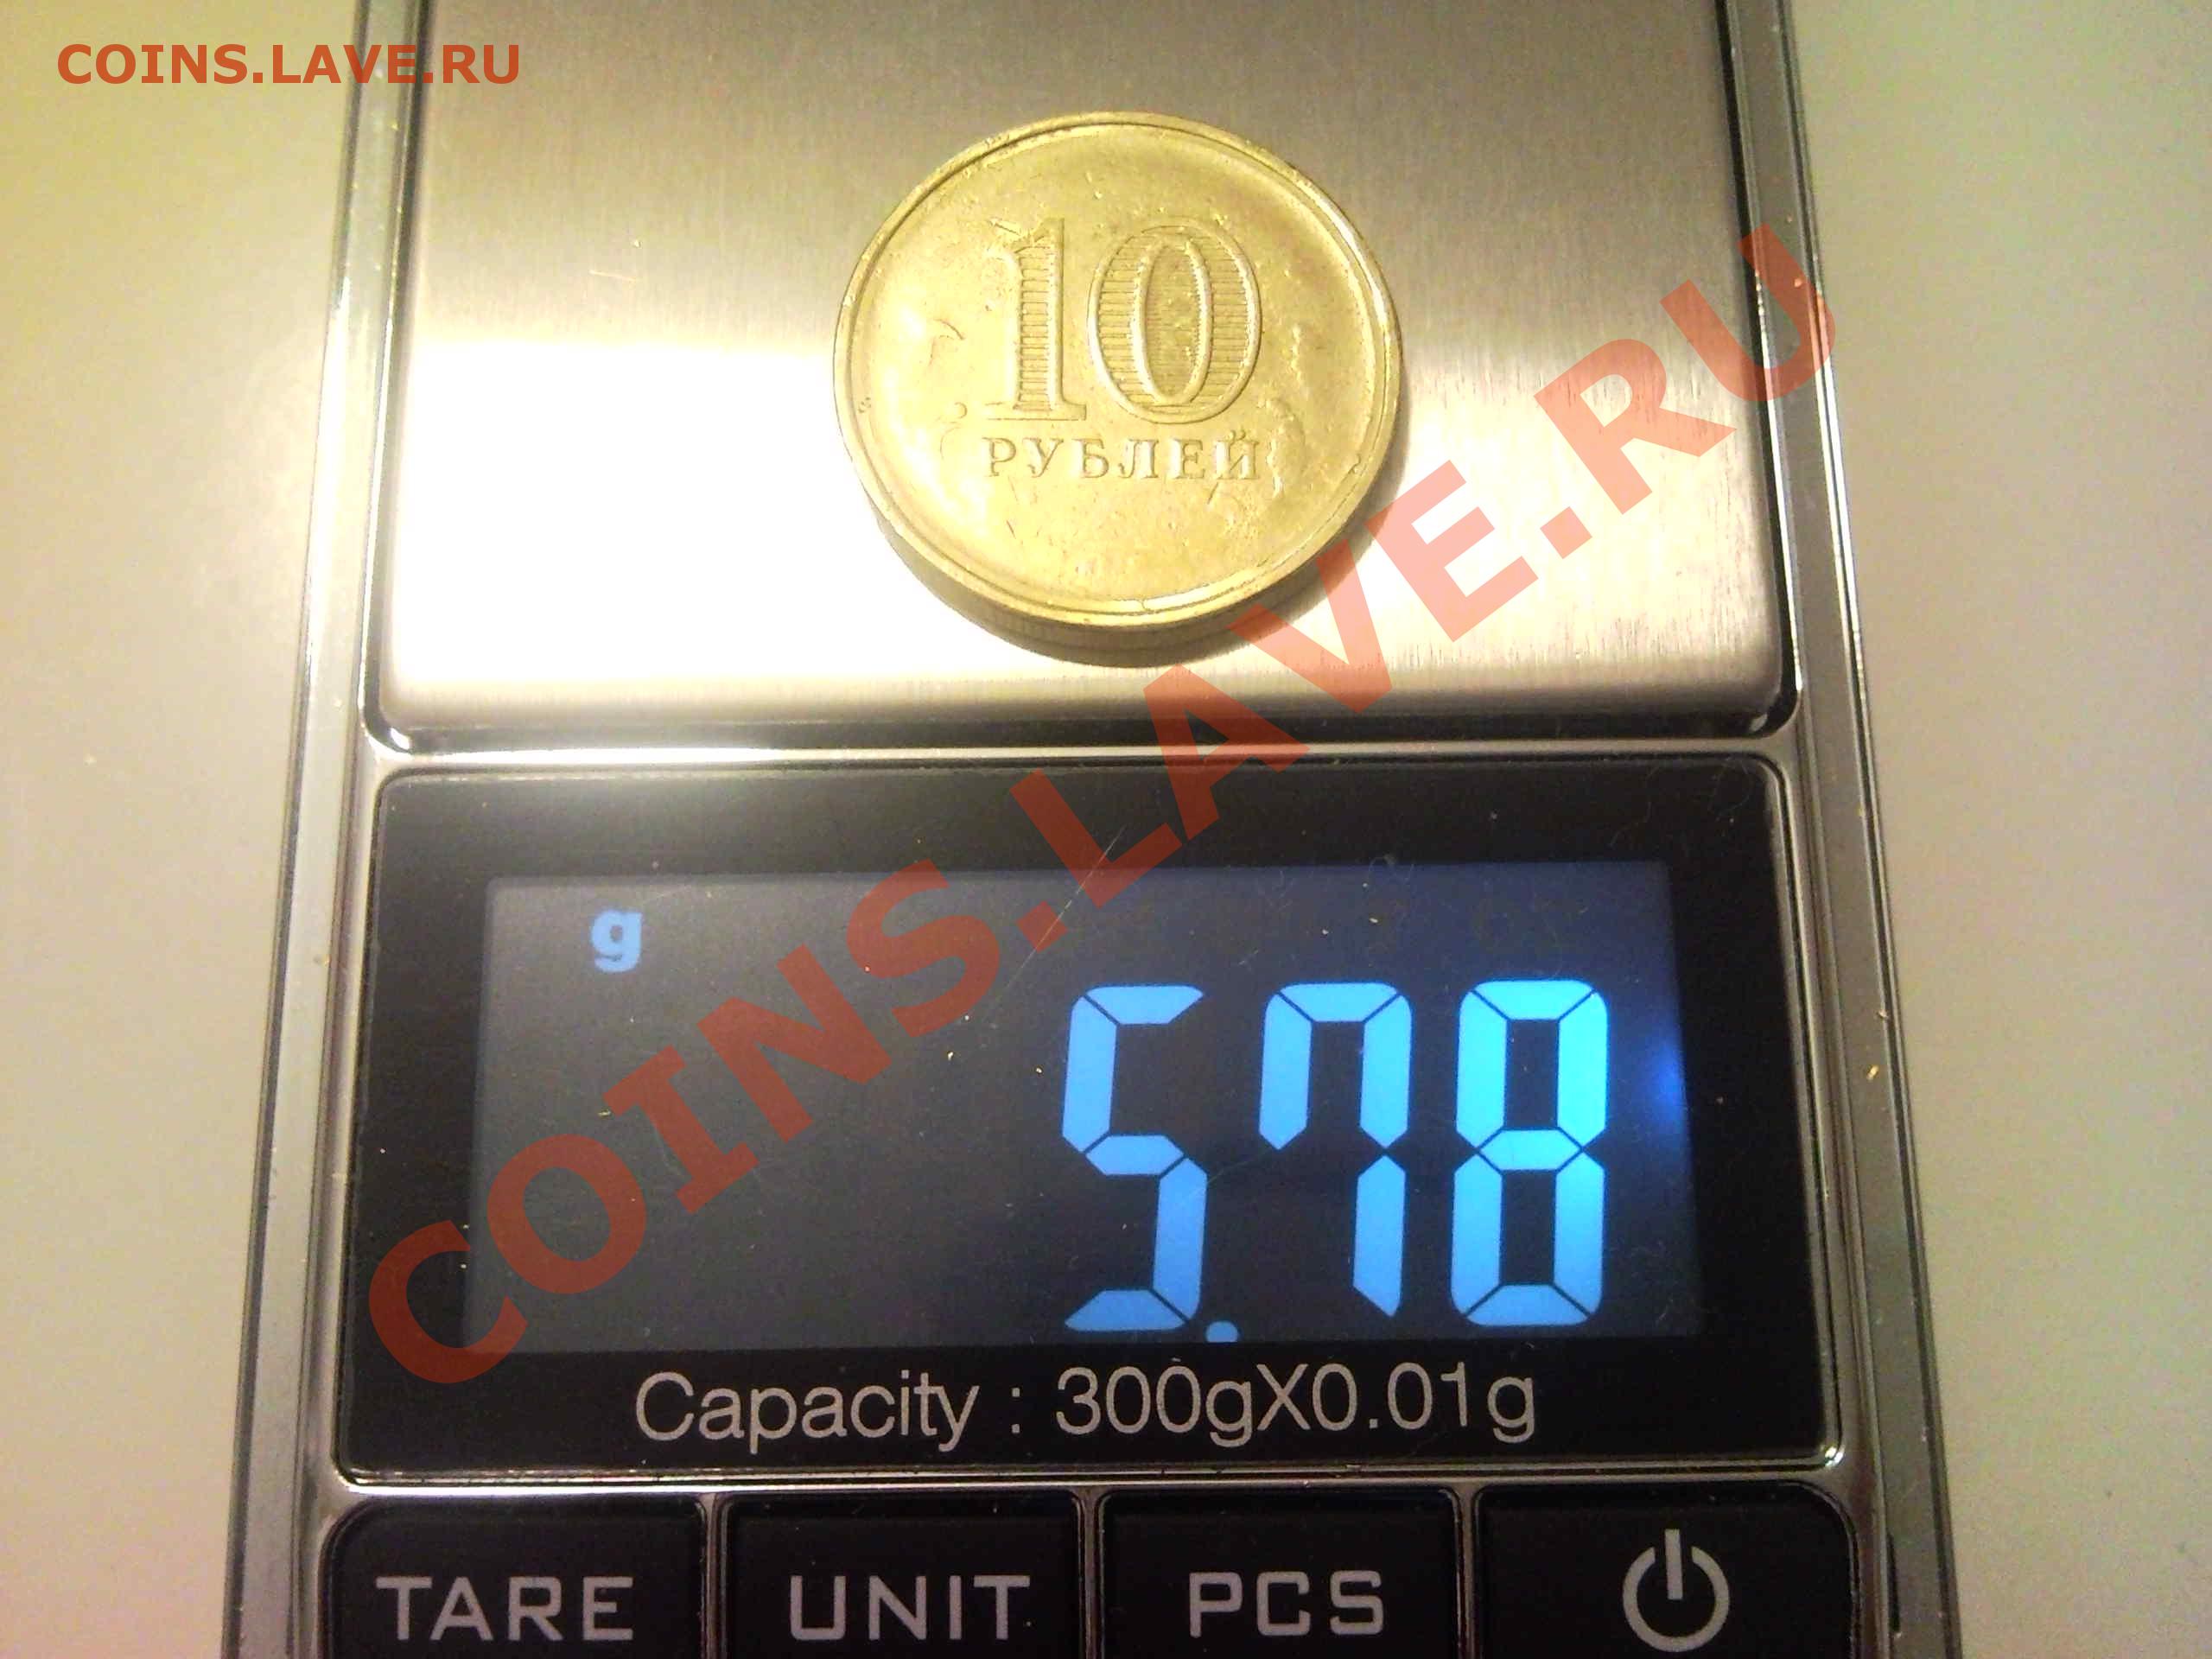 COINS.LAVE.RU
10
РУБЛЕЙ
COINS.LAVE.RU
g
5.78
Capacity : 300gX0.01g
TARE UNIT PCS